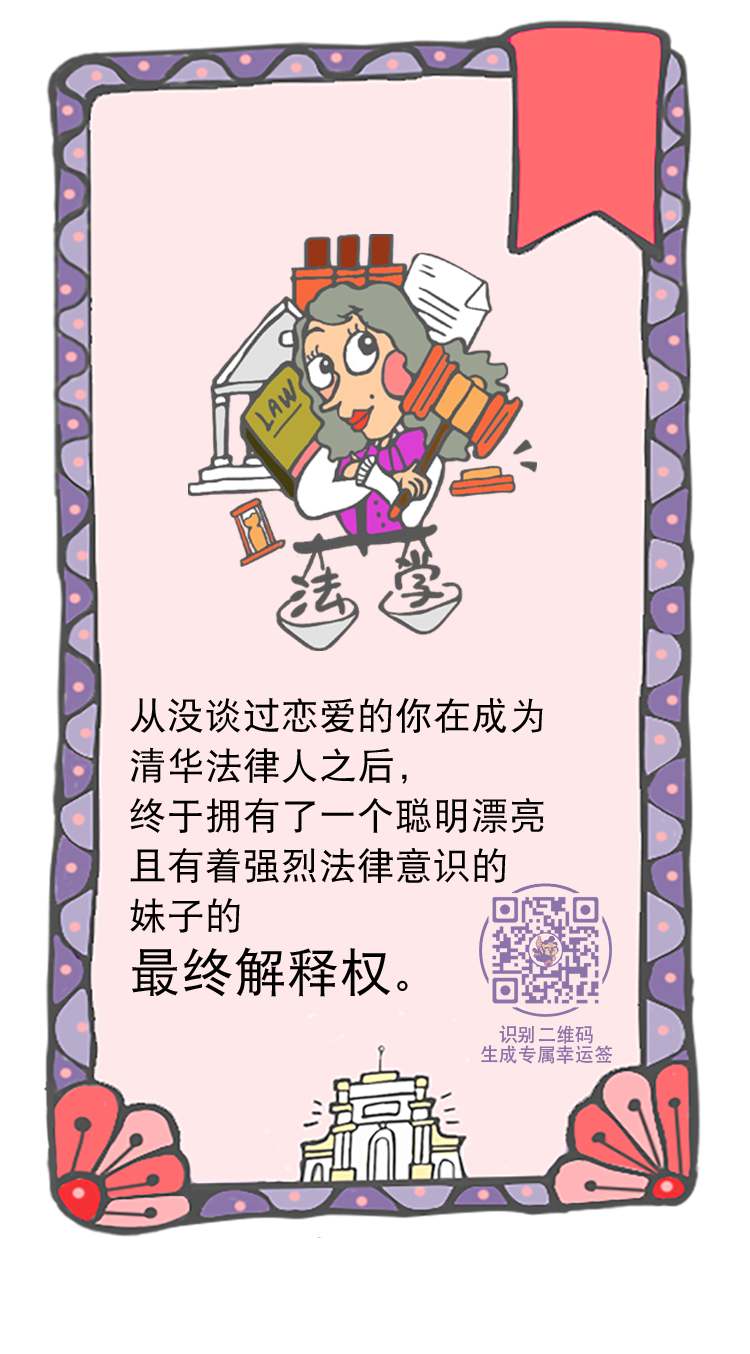 LAW
法 学
从没谈过恋爱的你在成为
清华法律人之后，
终于拥有了一个聪明漂亮
且有着强烈法律意识的
妹子的
最终解释权。
识别二维码
生成专属幸运签